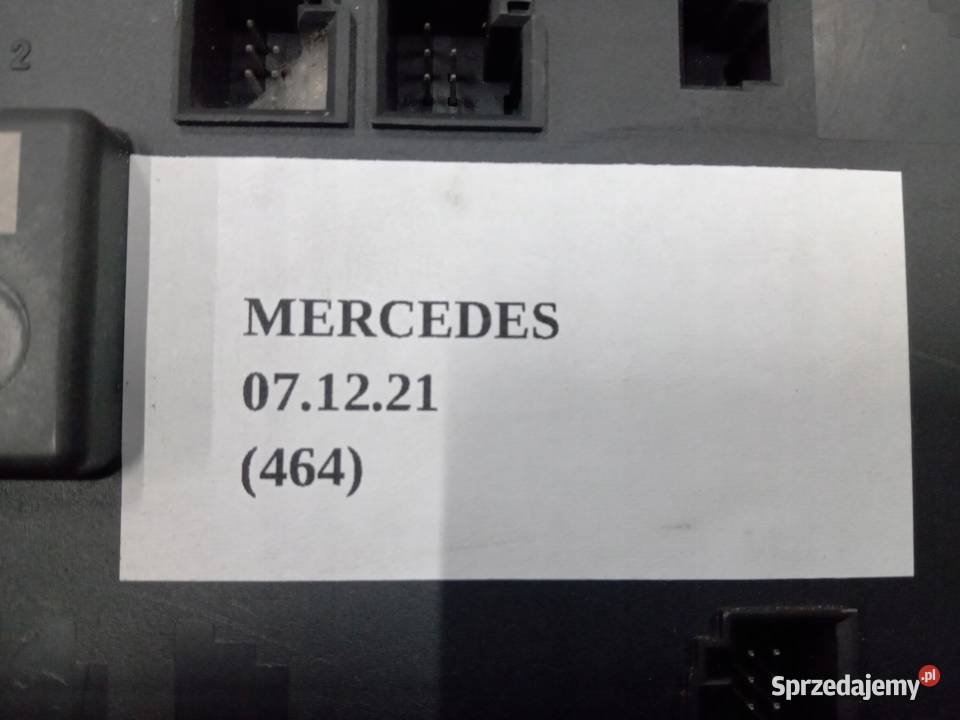 2
MERCEDES
07.12.21
(464)
Sprzedajemy.pl